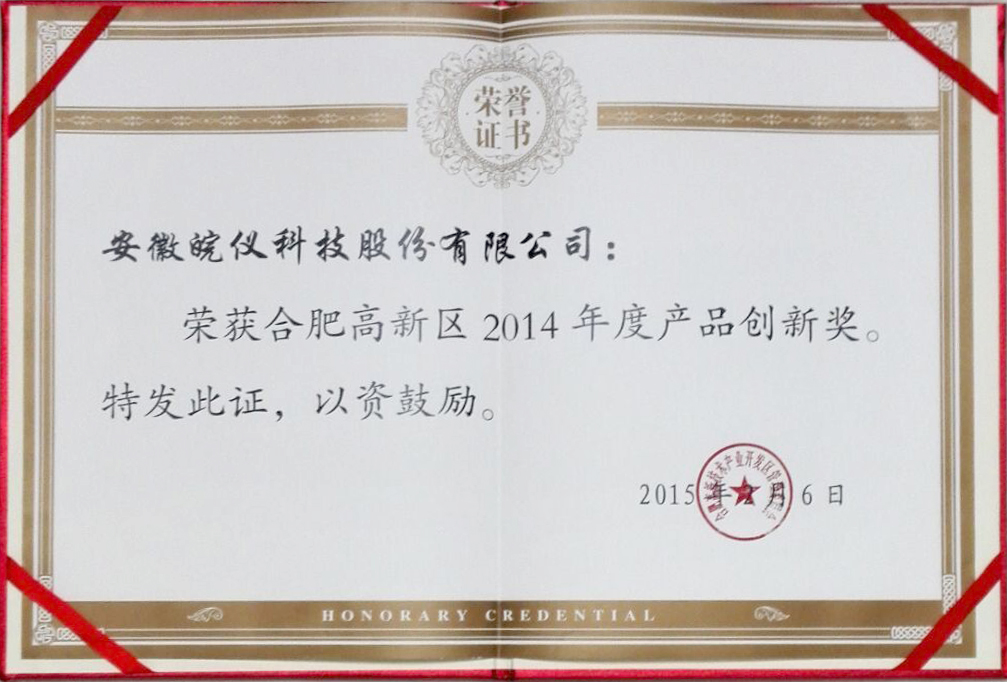 荣誉
证书
安徽皖仪科技股份有限公司：
荣获合肥高新区2014年度产品创新奖。
特发此证，以资鼓励。
2015年2月6日
HONORARY CREDENTIAL